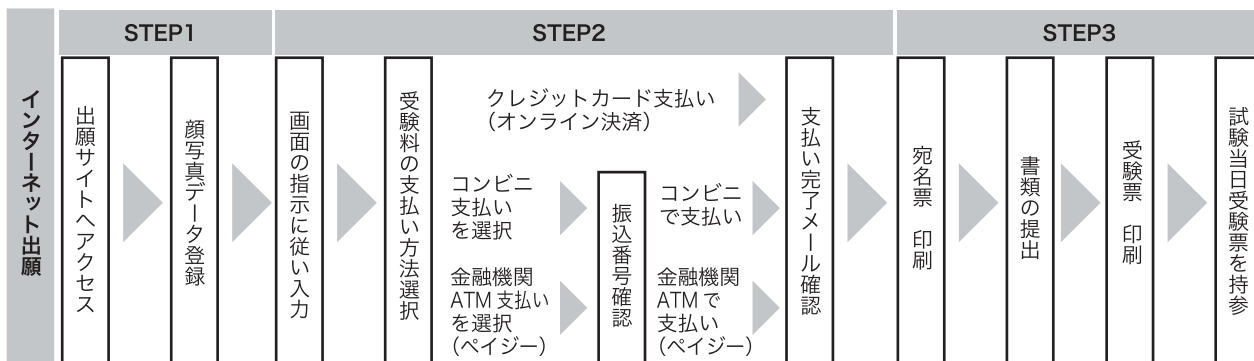 STEP1
STEP2
STEP3
インターネット出願
出願サイトへアクセス
顔写真データ登録
画面の指示に従い入力
受験料の支払い方法選択
クレジットカード支払い
（オンライン決済）
コンビニ
支払い
を選択
金融機関
ATM 支払い
を選択
（ペイジー）
振込番号確認
コンビニ
で支払い
金融機関
ATM で
支払い
（ペイジー）
支払い完了メール確認
宛名票　印刷
書類の提出
受験票　印刷
試験当日受験票を持参